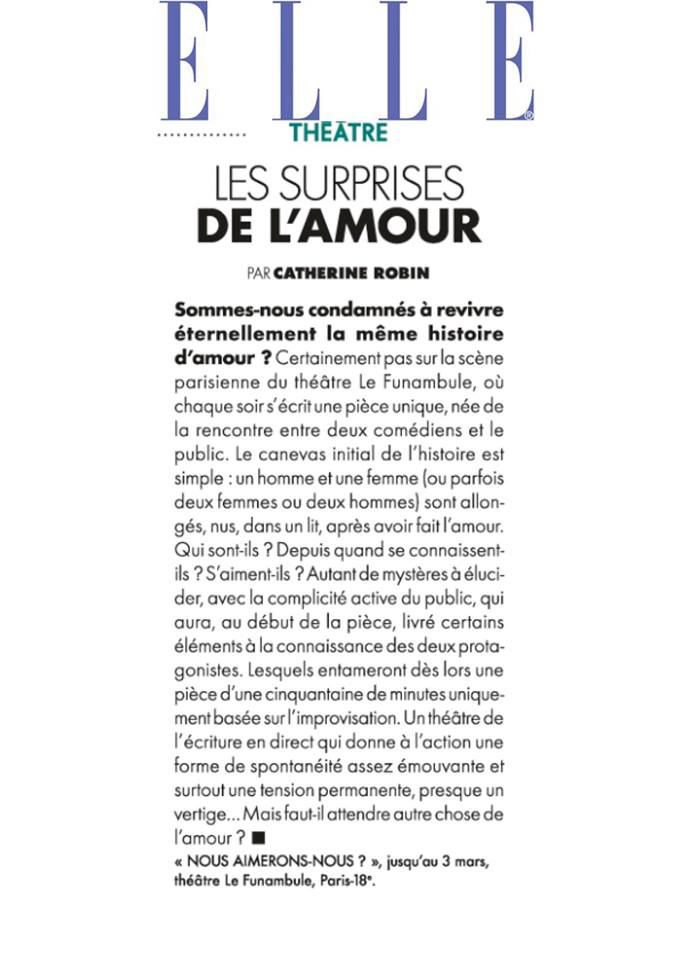 ELLE®
THÉÂTRE
LES SURPRISES
DE L'AMOUR
PAR CATHERINE ROBIN
Sommes-nous condamnés à revivre
éternellement la même histoire
d'amour ? Certainement pas sur la scène
parisienne du théâtre Le Funambule, où
chaque soir s'écrit une pièce unique, née de
la rencontre entre deux comédiens et le
public. Le canevas initial de l'histoire est
simple : un homme et une femme (ou parfois
deux femmes ou deux hommes) sont allon-
gés, nus, dans un lit, après avoir fait l'amour.
Qui sont-ils ? Depuis quand se connaissent-
ils ? S'aiment-ils ? Autant de mystères à éluci-
der, avec la complicité active du public, qui
aura, au début de la pièce, livré certains
éléments à la connaissance des deux prota-
gonistes. Lesquels entameront dès lors une
pièce d'une cinquantaine de minutes unique-
ment basée sur l'improvisation. Un théâtre de
l'écriture en direct qui donne à l'action une
forme de spontanéité assez émouvante et
surtout une tension permanente, presque un
vertige... Mais faut-il attendre autre chose de
l'amour ? ■
« NOUS AIMERONS-NOUS ? », jusqu'au 3 mars,
théâtre Le Funambule, Paris-18ᵉ.